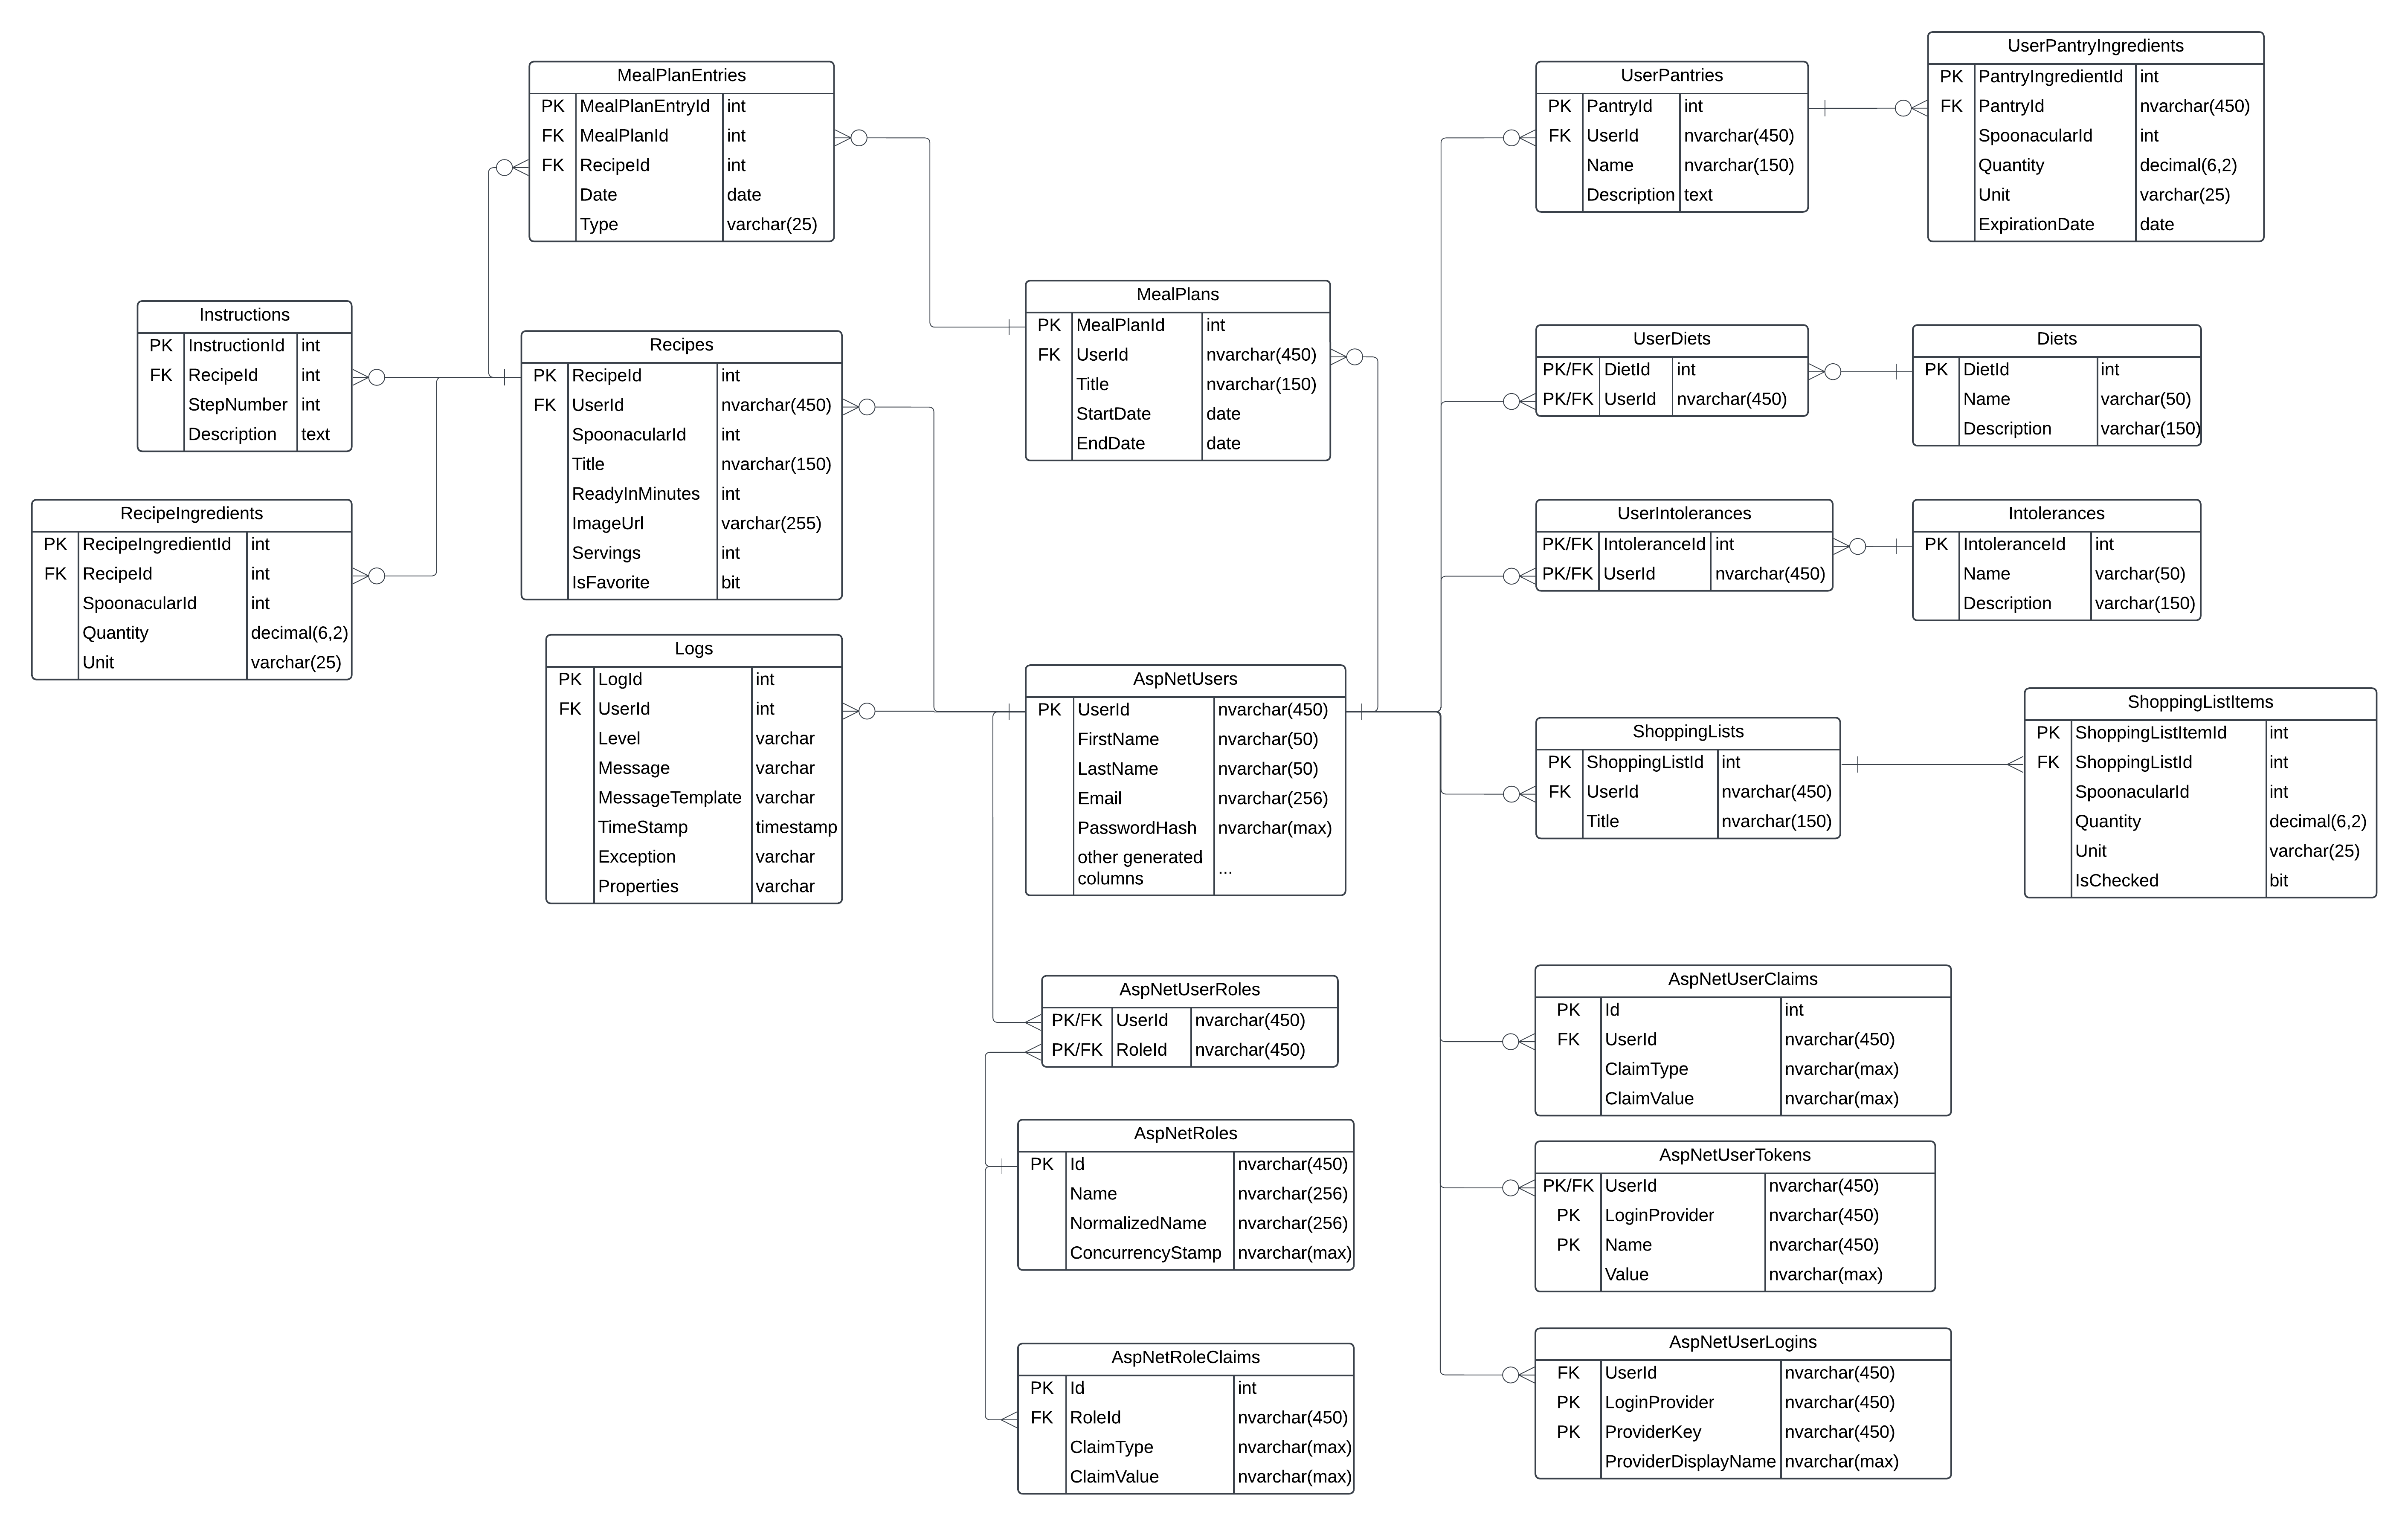 MealPlanEntries
PK MealPlanEntryId int
FK MealPlanId int
FK RecipeId int
Date date
Type varchar(25)
UserPantries
PK PantryId int
FK UserId nvarchar(450)
Name nvarchar(150)
Description text
UserPantryIngredients
PK PantryIngredientId int
FK PantryId nvarchar(450)
SpoonacularId int
Quantity decimal(6,2)
Unit varchar(25)
ExpirationDate date
Instructions
PK InstructionId int
FK RecipeId int
StepNumber int
Description text
Recipes
PK RecipeId int
FK UserId nvarchar(450)
SpoonacularId int
Title nvarchar(150)
ReadyInMinutes int
ImageUrl varchar(255)
Servings int
IsFavorite bit
MealPlans
PK MealPlanId int
FK UserId nvarchar(450)
Title nvarchar(150)
StartDate date
EndDate date
UserDiets
PK/FK DietId int
PK/FK UserId nvarchar(450)
Diets
PK DietId int
Name varchar(50)
Description varchar(150)
RecipeIngredients
PK RecipeIngredientId int
FK RecipeId int
SpoonacularId int
Quantity decimal(6,2)
Unit varchar(25)
UserIntolerances
PK/FK IntoleranceId int
PK/FK UserId nvarchar(450)
Intolerances
PK IntoleranceId int
Name varchar(50)
Description varchar(150)
Logs
PK LogId int
FK UserId int
Level varchar
Message varchar
MessageTemplate varchar
TimeStamp timestamp
Exception varchar
Properties varchar
AspNetUsers
PK UserId nvarchar(450)
FirstName nvarchar(50)
LastName nvarchar(50)
Email nvarchar(256)
PasswordHash nvarchar(max)
other generated
columns ...
ShoppingLists
PK ShoppingListId int
FK UserId nvarchar(450)
Title nvarchar(150)
ShoppingListItems
PK ShoppingListItemId int
FK ShoppingListId int
SpoonacularId int
Quantity decimal(6,2)
Unit varchar(25)
IsChecked bit
AspNetUserRoles
PK/FK UserId nvarchar(450)
PK/FK RoleId nvarchar(450)
AspNetUserClaims
PK Id int
FK UserId nvarchar(450)
ClaimType nvarchar(max)
ClaimValue nvarchar(max)
AspNetRoles
PK Id nvarchar(450)
Name nvarchar(256)
NormalizedName nvarchar(256)
ConcurrencyStamp nvarchar(max)
AspNetUserTokens
PK/FK UserId nvarchar(450)
PK LoginProvider nvarchar(450)
PK Name nvarchar(450)
Value nvarchar(max)
AspNetRoleClaims
PK Id int
FK RoleId nvarchar(450)
ClaimType nvarchar(max)
ClaimValue nvarchar(max)
AspNetUserLogins
FK UserId nvarchar(450)
PK LoginProvider nvarchar(450)
PK ProviderKey nvarchar(450)
ProviderDisplayName nvarchar(max)